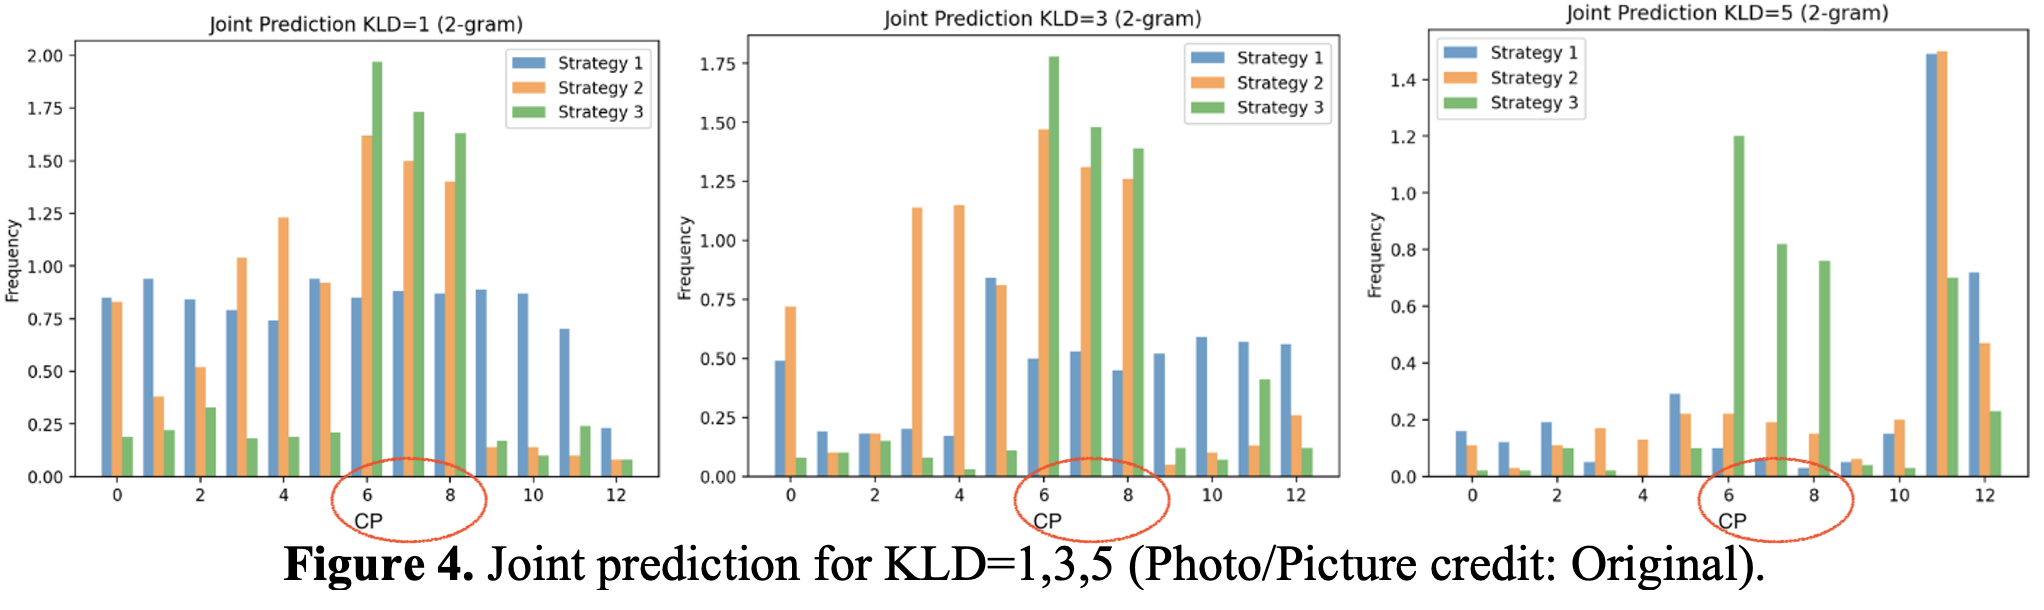 Joint Prediction KLD=1 (2-gram)
Strategy 1
Strategy 2
Strategy 3
Frequency
2.00
1.75
1.50
1.25
1.00
0.75
0.50
0.25
0.00
0 2 4 6 8 10 12
CP
Joint Prediction KLD=3 (2-gram)
Strategy 1
Strategy 2
Strategy 3
Frequency
1.75
1.50
1.25
1.00
0.75
0.50
0.25
0.00
0 2 4 6 8 10 12
CP
Joint Prediction KLD=5 (2-gram)
Strategy 1
Strategy 2
Strategy 3
Frequency
1.4
1.2
1.0
0.8
0.6
0.4
0.2
0.0
0 2 4 6 8 10 12
CP
Figure 4. Joint prediction for KLD=1,3,5 (Photo/Picture credit: Original).